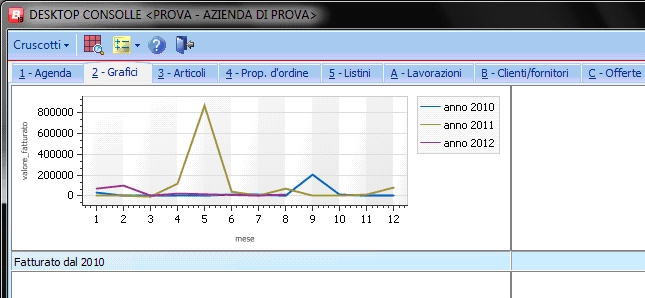 DESKTOP CONSOLLE <PROVA - AZIENDA DI PROVA>
Cruscotti
1 - Agenda 2 - Grafici 3 - Articoli 4 - Prop. d'ordine 5 - Listini A - Lavorazioni B - Clienti/fornitori C - Offerte
800000
600000
400000
200000
0
valore_fatturato
1 2 3 4 5 6 7 8 9 10 11 12
mese
anno 2010
anno 2011
anno 2012
Fatturato dal 2010